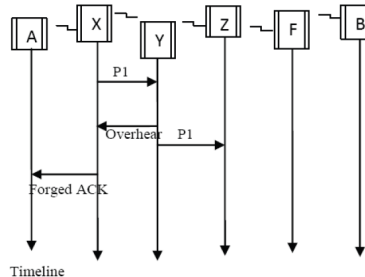 A X Y Z F B
P1
Overhear P1
Forged ACK
Timeline